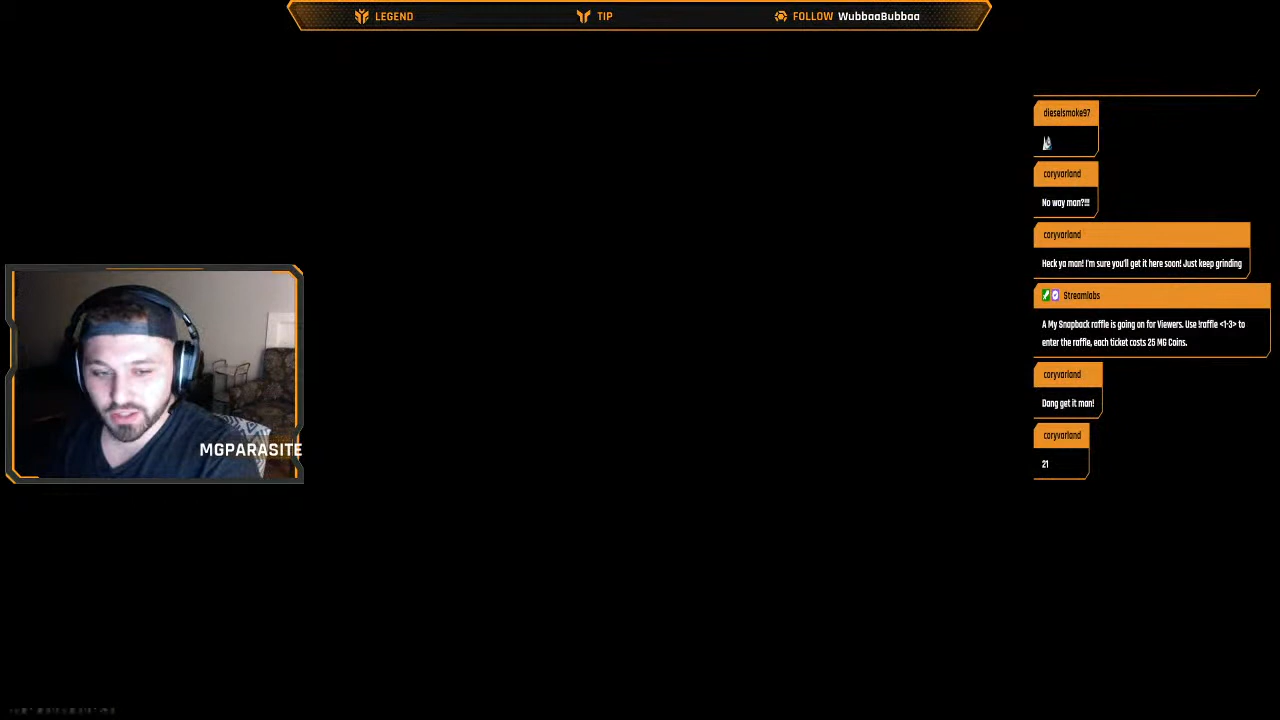 LEGEND
TIP
FOLLOW WubbaaBubbaa
dieselsmoke97
coryvarland
No way man?!!!
coryvarland
Heck ya man! I'm sure you'll get it here soon! Just keep grinding
Streamlabs
A My Snapback raffle is going on for Viewers. Use !raffle <1-3> to
enter the raffle, each ticket costs 25 MG Coins.
coryvarland
Dang get it man!
coryvarland
21
MGPARASITE